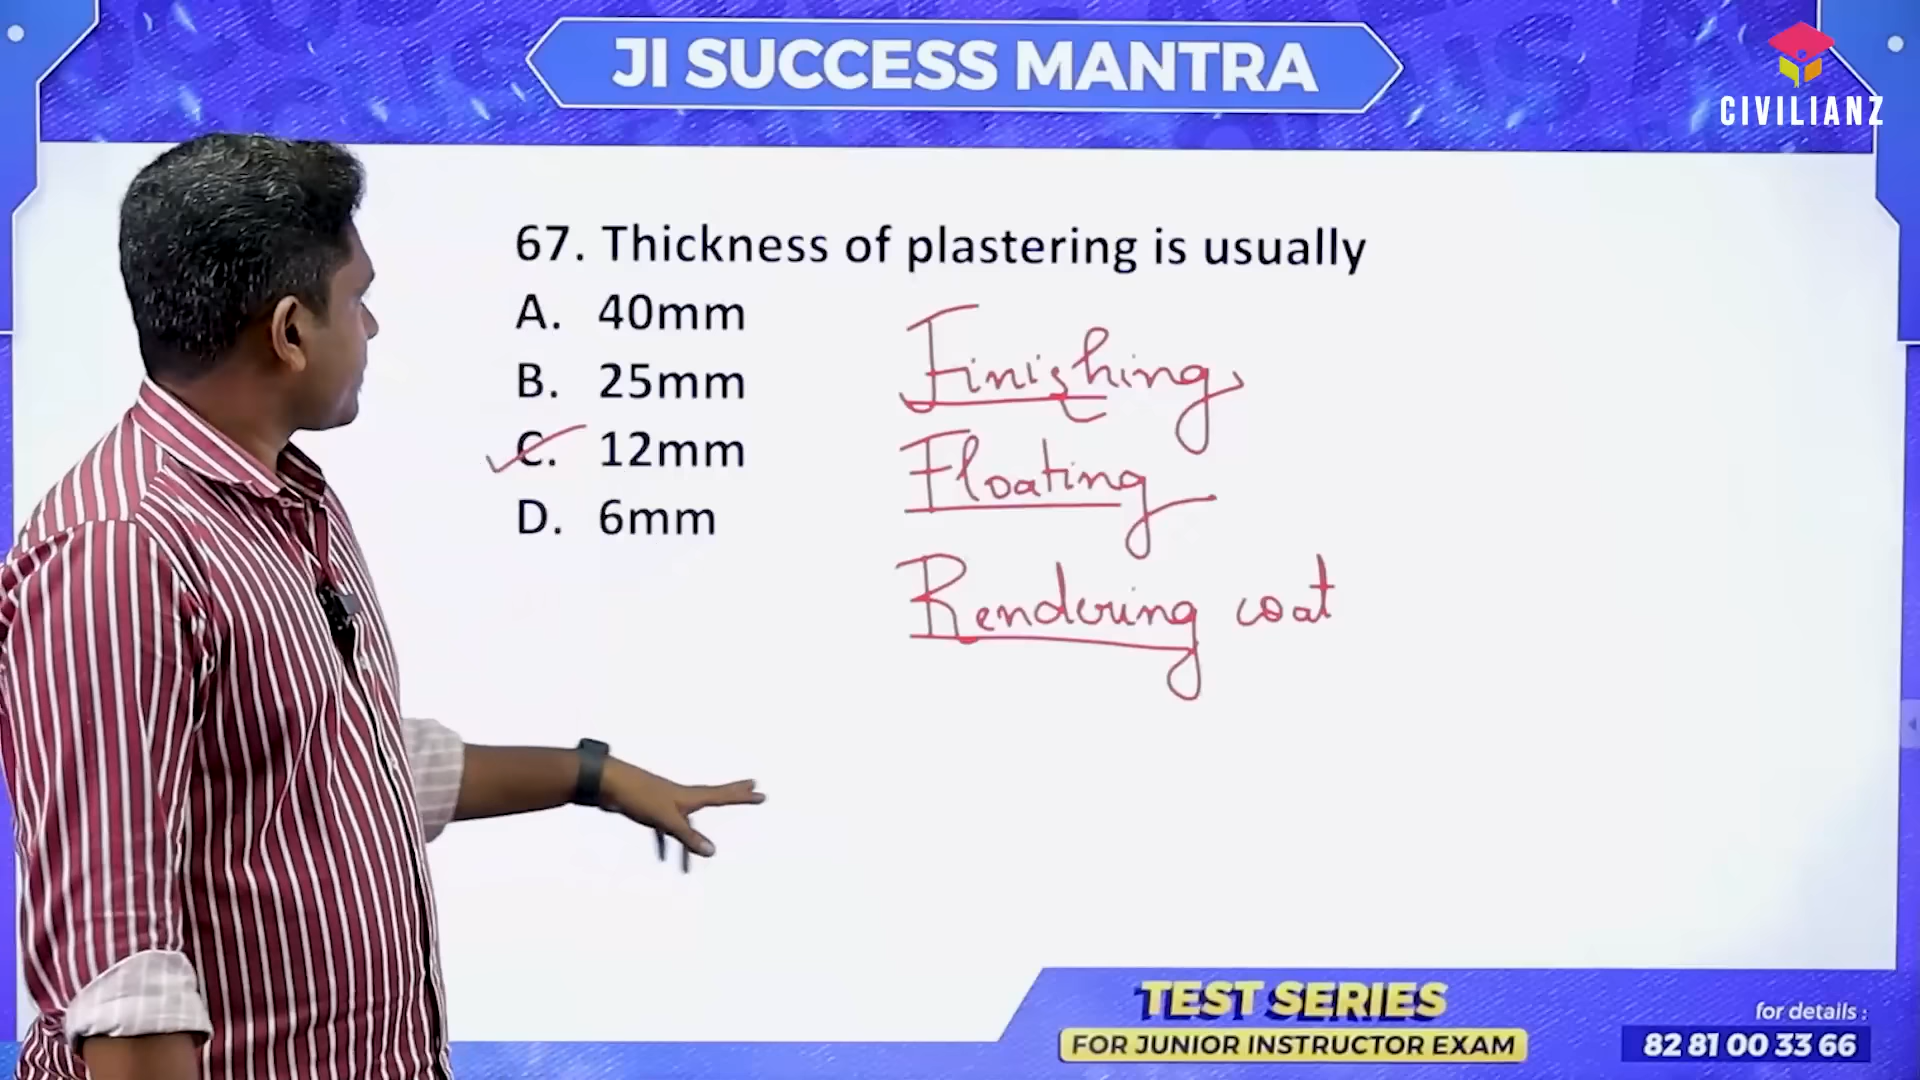 JI SUCCESS MANTRA
CIVILIANZ
67. Thickness of plastering is usually
A. 40mm
B. 25mm
C. 12mm
D. 6mm
Finishing
Floating
Rendering coat
TEST SERIES
FOR JUNIOR INSTRUCTOR EXAM
for details :
82 81 00 33 66